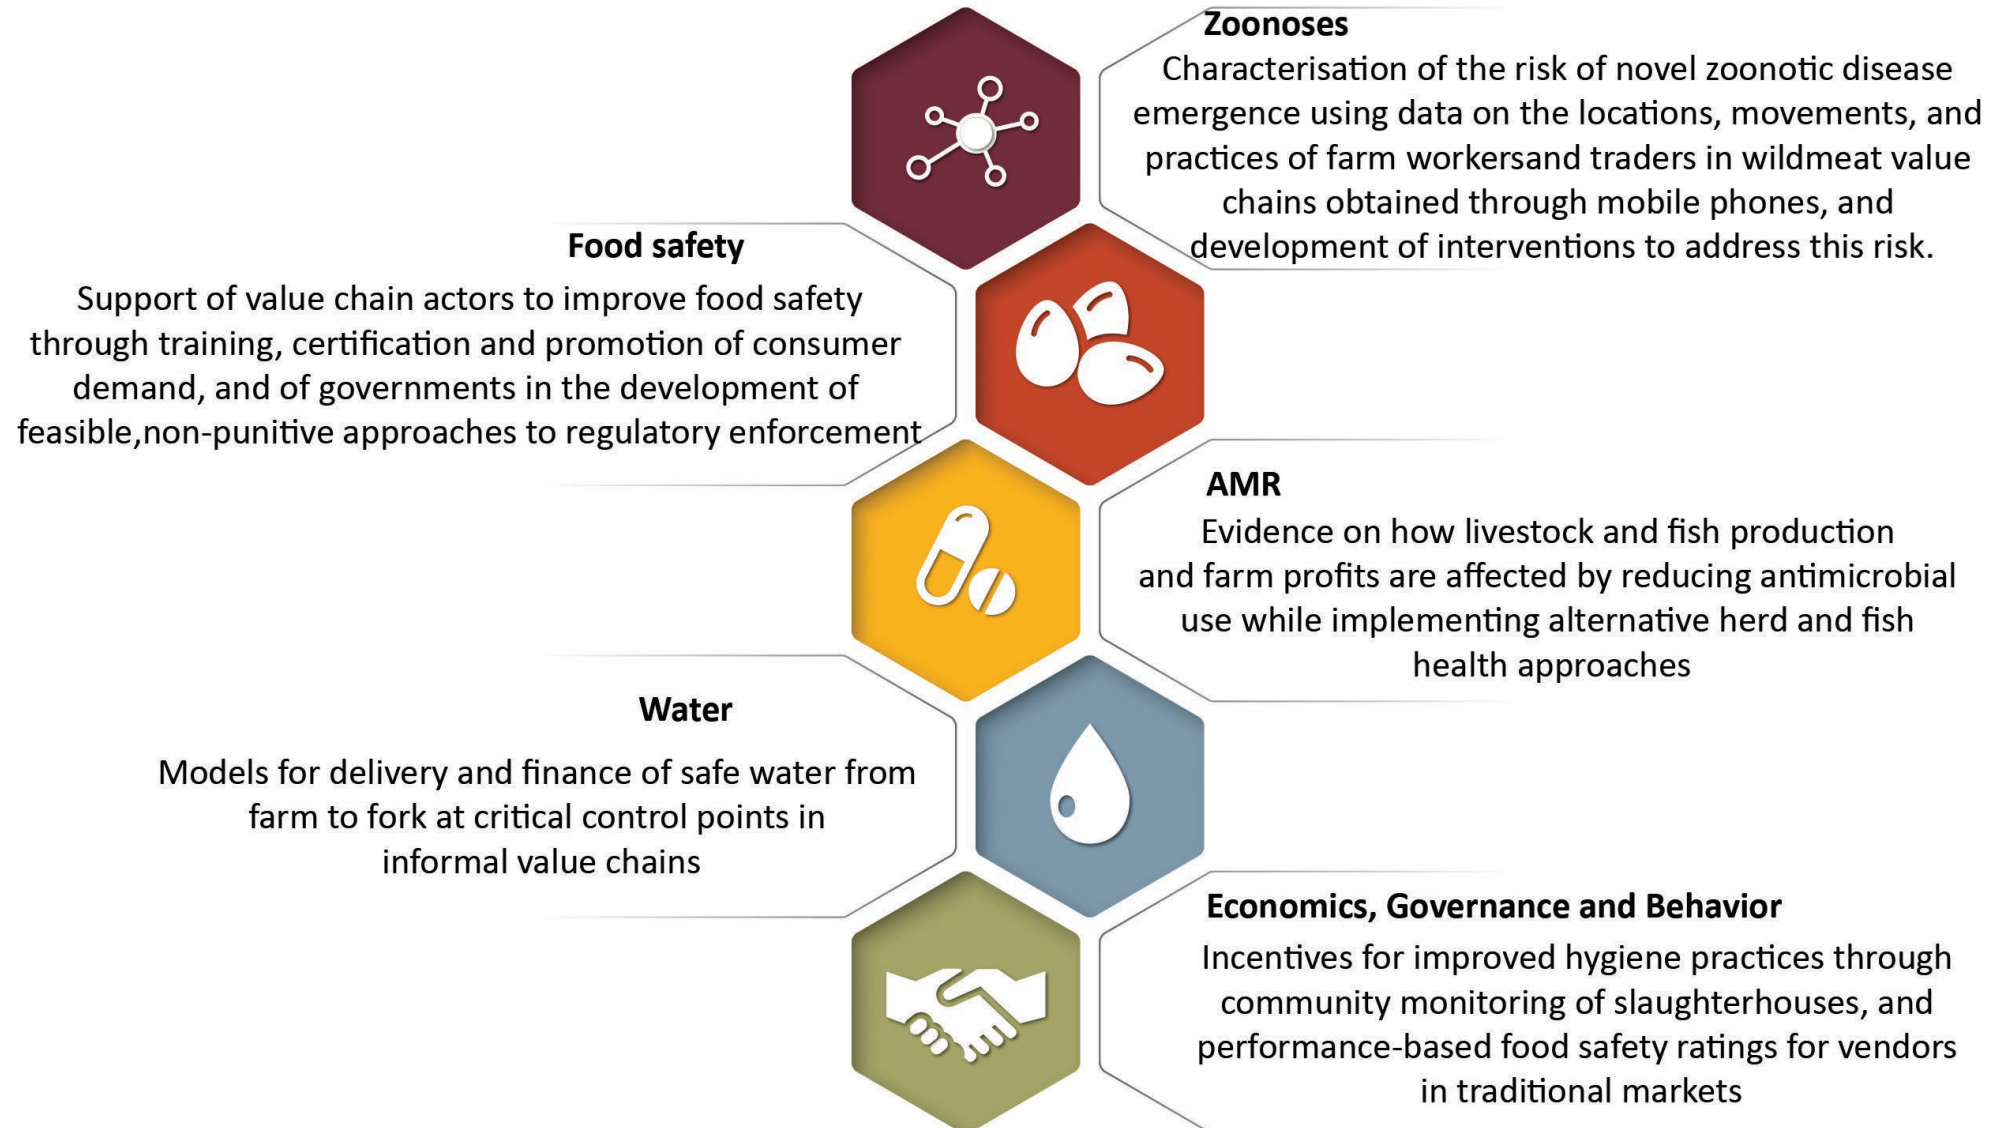 Zoonoses
Characterisation of the risk of novel zoonotic disease
emergence using data on the locations, movements, and
practices of farm workersand traders in wildmeat value
chains obtained through mobile phones, and
development of interventions to address this risk.
Food safety
Support of value chain actors to improve food safety
through training, certification and promotion of consumer
demand, and of governments in the development of
feasible,non-punitive approaches to regulatory enforcement
AMR
Evidence on how livestock and fish production
and farm profits are affected by reducing antimicrobial
use while implementing alternative herd and fish
health approaches
Water
Models for delivery and finance of safe water from
farm to fork at critical control points in
informal value chains
Economics, Governance and Behavior
Incentives for improved hygiene practices through
community monitoring of slaughterhouses, and
performance-based food safety ratings for vendors
in traditional markets